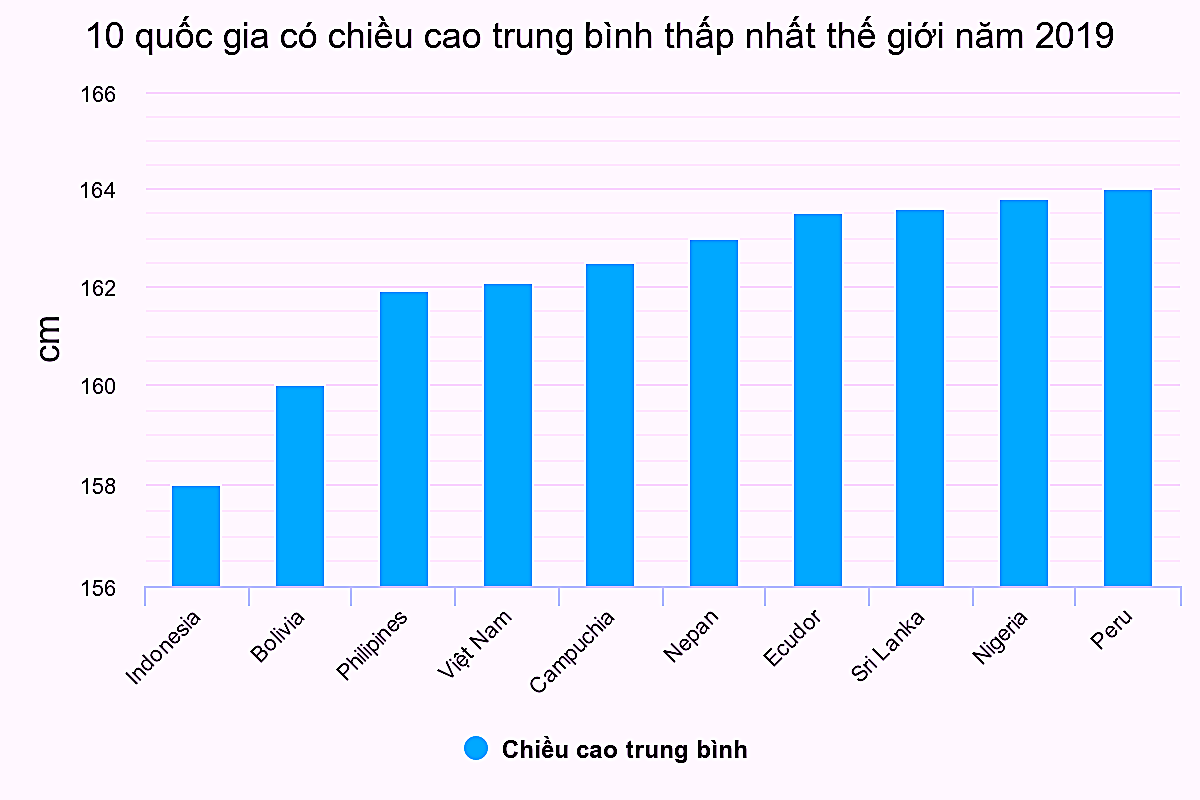 10 quốc gia có chiều cao trung bình thấp nhất thế giới năm 2019
166
164
162
160
158
156
cm
Indonesia
Bolivia
Philipines
Việt Nam
Campuchia
Nepan
Ecudor
Sri Lanka
Nigeria
Peru
Chiều cao trung bình